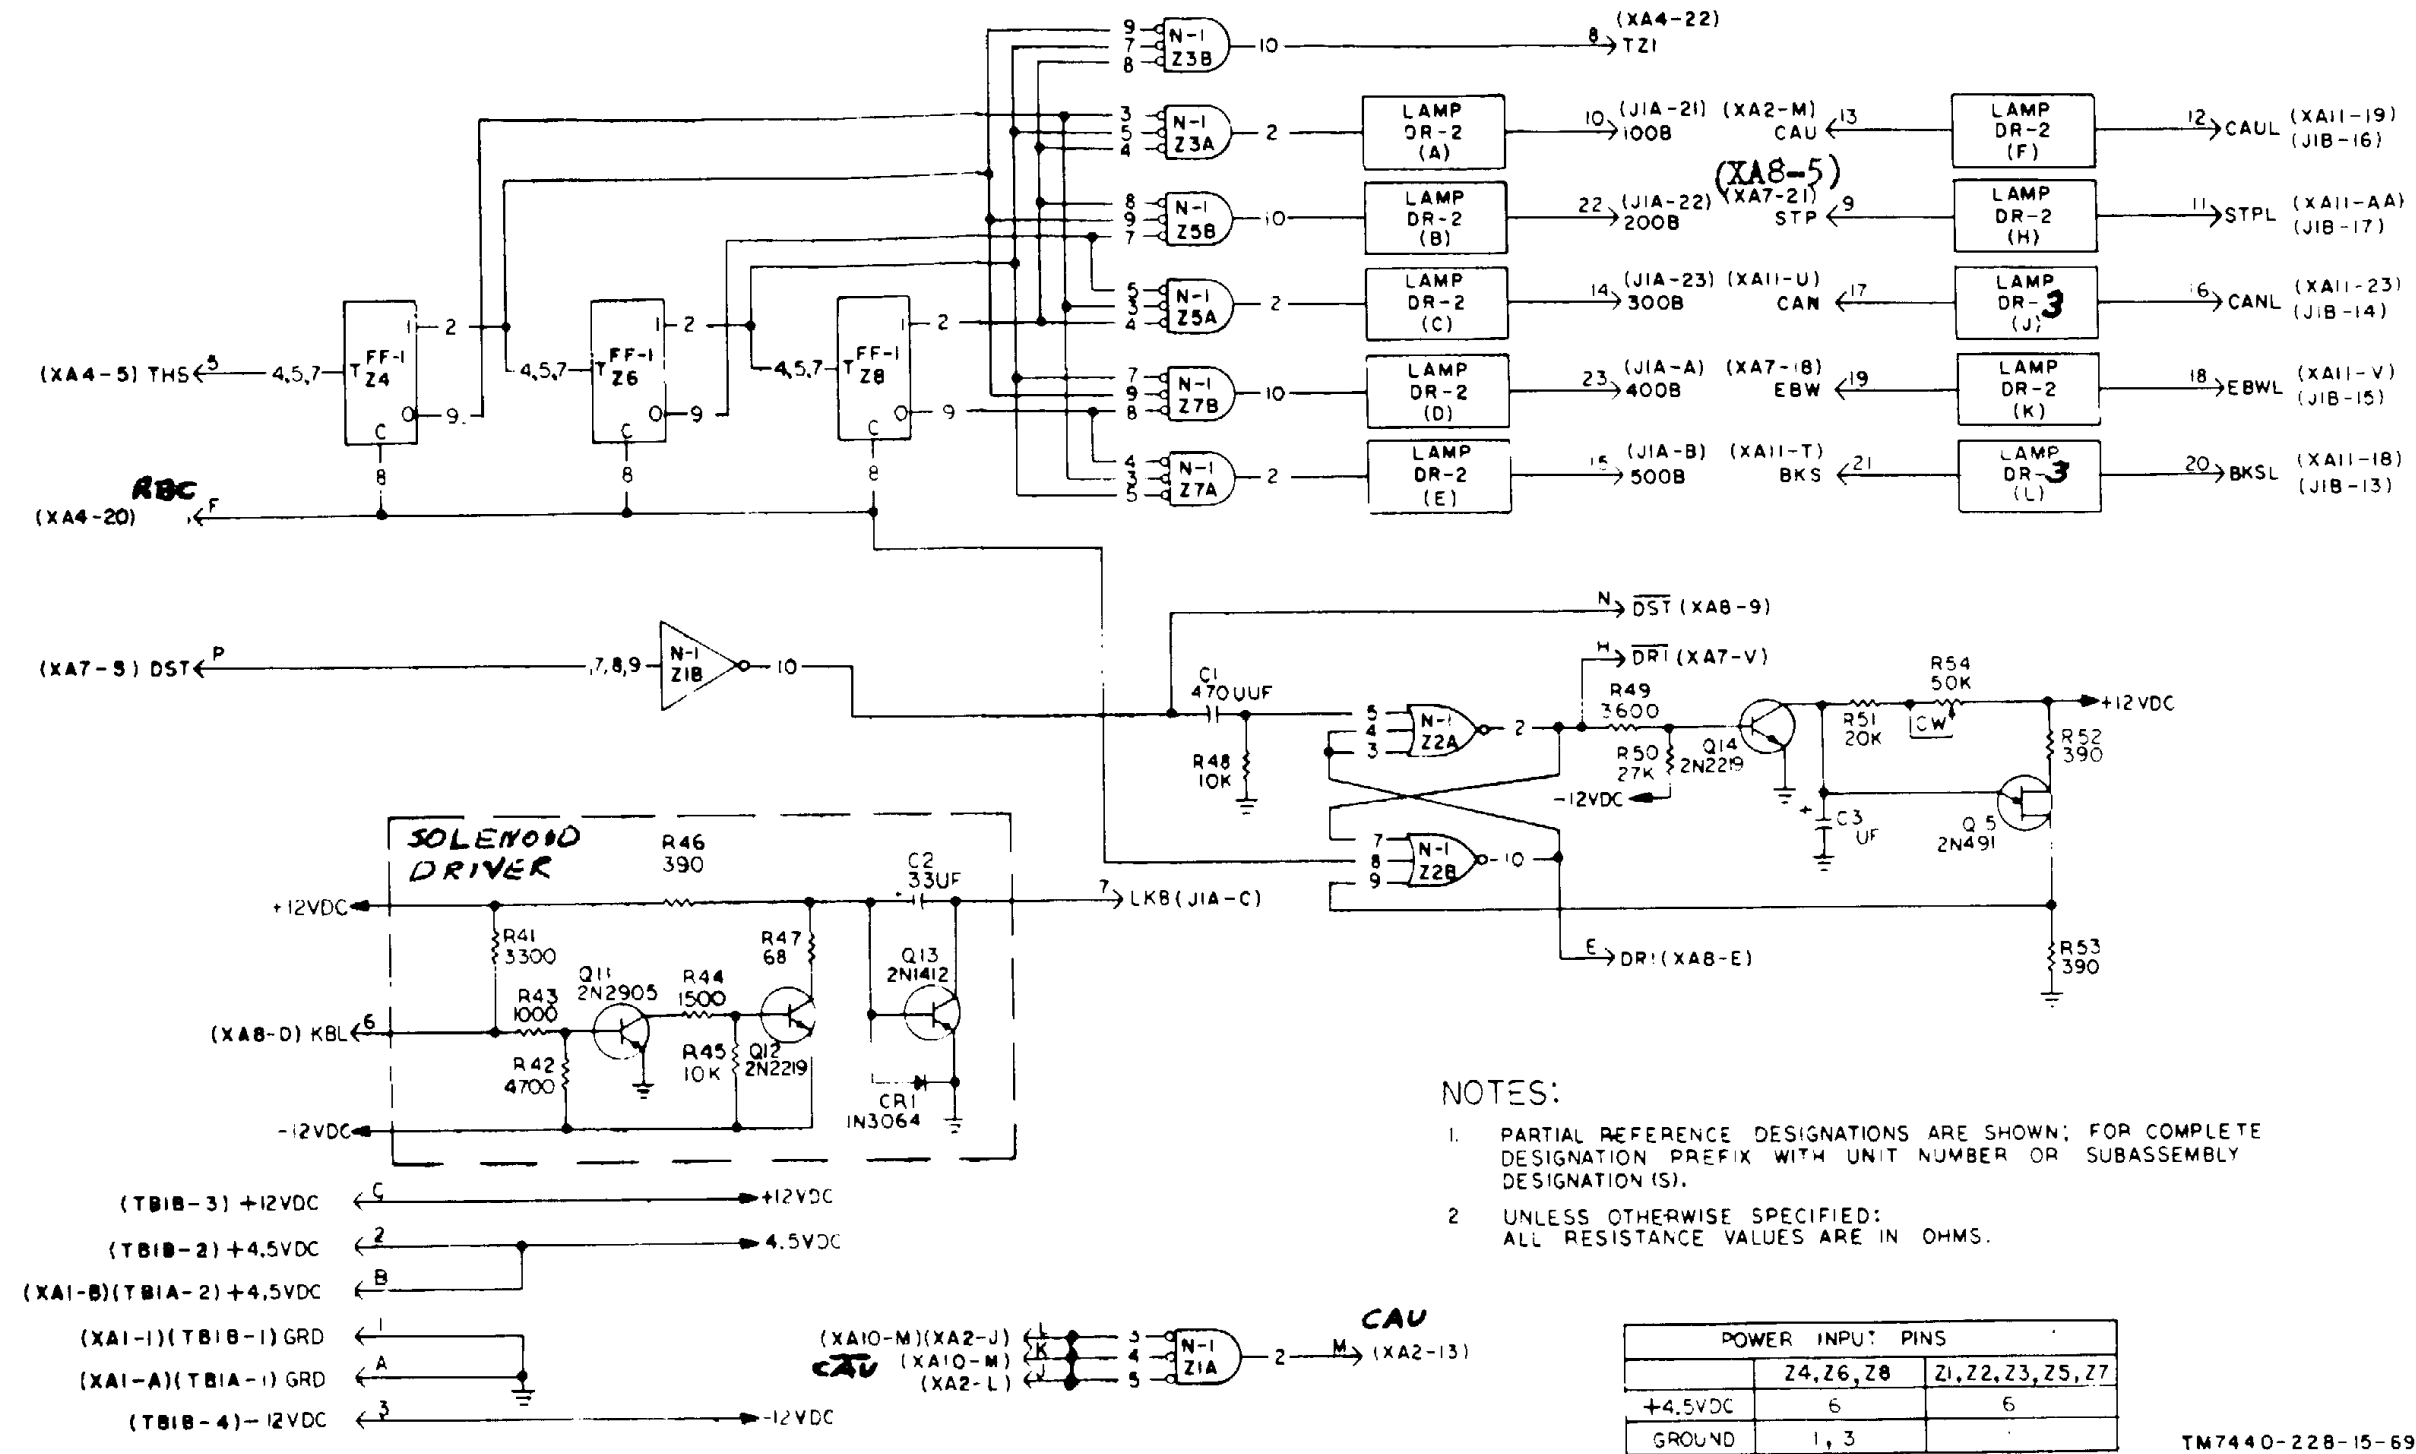 (XA4-22)
9 N-1 10 8 TZ1
7 Z3B
8
3 N-1 2 LAMP 10 (J1A-21) (XA2-M) 13 LAMP 12 CAUL (XA11-19)
5 Z3A DR-2 100B CAU DR-2 (J1B-16)
4 (A) (F)
(XA8-5)
8 N-1 10 LAMP 22 (J1A-22) (XA7-21) 9 LAMP 11 STPL (XA11-AA)
9 Z5B DR-2 200B STP DR-2 (J1B-17)
7 (B) (H)
5 N-1 2 LAMP 14 (J1A-23) (XA11-U) 17 LAMP 16 CANL (XA11-23)
3 Z5A DR-2 300B CAN DR-3 (J1B-14)
4 (C) (J)
7 N-1 10 LAMP 23 (J1A-A) (XA7-18) 19 LAMP 18 EBWL (XA11-V)
9 Z7B DR-2 400B EBW DR-2 (J1B-15)
8 (D) (K)
4 N-1 2 LAMP 15 (J1A-B) (XA11-T) 21 LAMP 20 BKSL (XA11-18)
3 Z7A DR-2 500B BKS DR-3 (J1B-13)
5 (E) (L)
1 2 1 2 1 2
(XA4-5) THS 5 4,5,7 T FF-1 Z4 4,5,7 T FF-1 Z6 4,5,7 T FF-1 Z8
0 9 0 9 0 9
C C C
8 8 8
RBC
(XA4-20) F
N DST (XA8-9)
(XA7-5) DST P 7,8,9 N-1 Z1B 10
H DR1 (XA7-V)
C1
470UUF
R48
10K
5 N-1 2
4 Z2A
3
R49
3600
R50
27K
-12VDC
Q14
2N2219
R51
20K
CW
R54
50K
+12VDC
R52
390
C3
UF
+
2N491
7 N-1 10
8 Z2B
9
E DR1 (XA8-E)
R53
390
SOLENOID
DRIVER
R46
390
C2
33UF
+
+12VDC
7 LKB (J1A-C)
R41
3300
R47
68
Q13
2N1412
Q11
2N2905
R44
1500
R43
1000
(XA8-D) KBL 6
R42
4700
R45
10K
Q12
2N2219
CR1
1N3064
-12VDC
(TB1B-3) +12VDC C +12VDC
(TB1B-2) +4.5VDC 2 4.5VDC
(XA1-B)(TB1A-2) +4.5VDC B
(XA1-1)(TB1B-1) GRD 1
(XA1-A)(TB1A-1) GRD A
(TB1B-4) -12VDC 3 -12VDC
(XA10-M)(XA2-J) L 3 N-1 2 M (XA2-13)
CAU (XA10-M) K 4 Z1A CAU
(XA2-L) J 5
NOTES:
1. PARTIAL REFERENCE DESIGNATIONS ARE SHOWN; FOR COMPLETE
DESIGNATION PREFIX WITH UNIT NUMBER OR SUBASSEMBLY
DESIGNATION (S).
2 UNLESS OTHERWISE SPECIFIED:
ALL RESISTANCE VALUES ARE IN OHMS.
POWER INPUT PINS
Z4,Z6,Z8 Z1,Z2,Z3,Z5,Z7
+4.5VDC 6 6
GROUND 1,3
TM7440-228-15-69